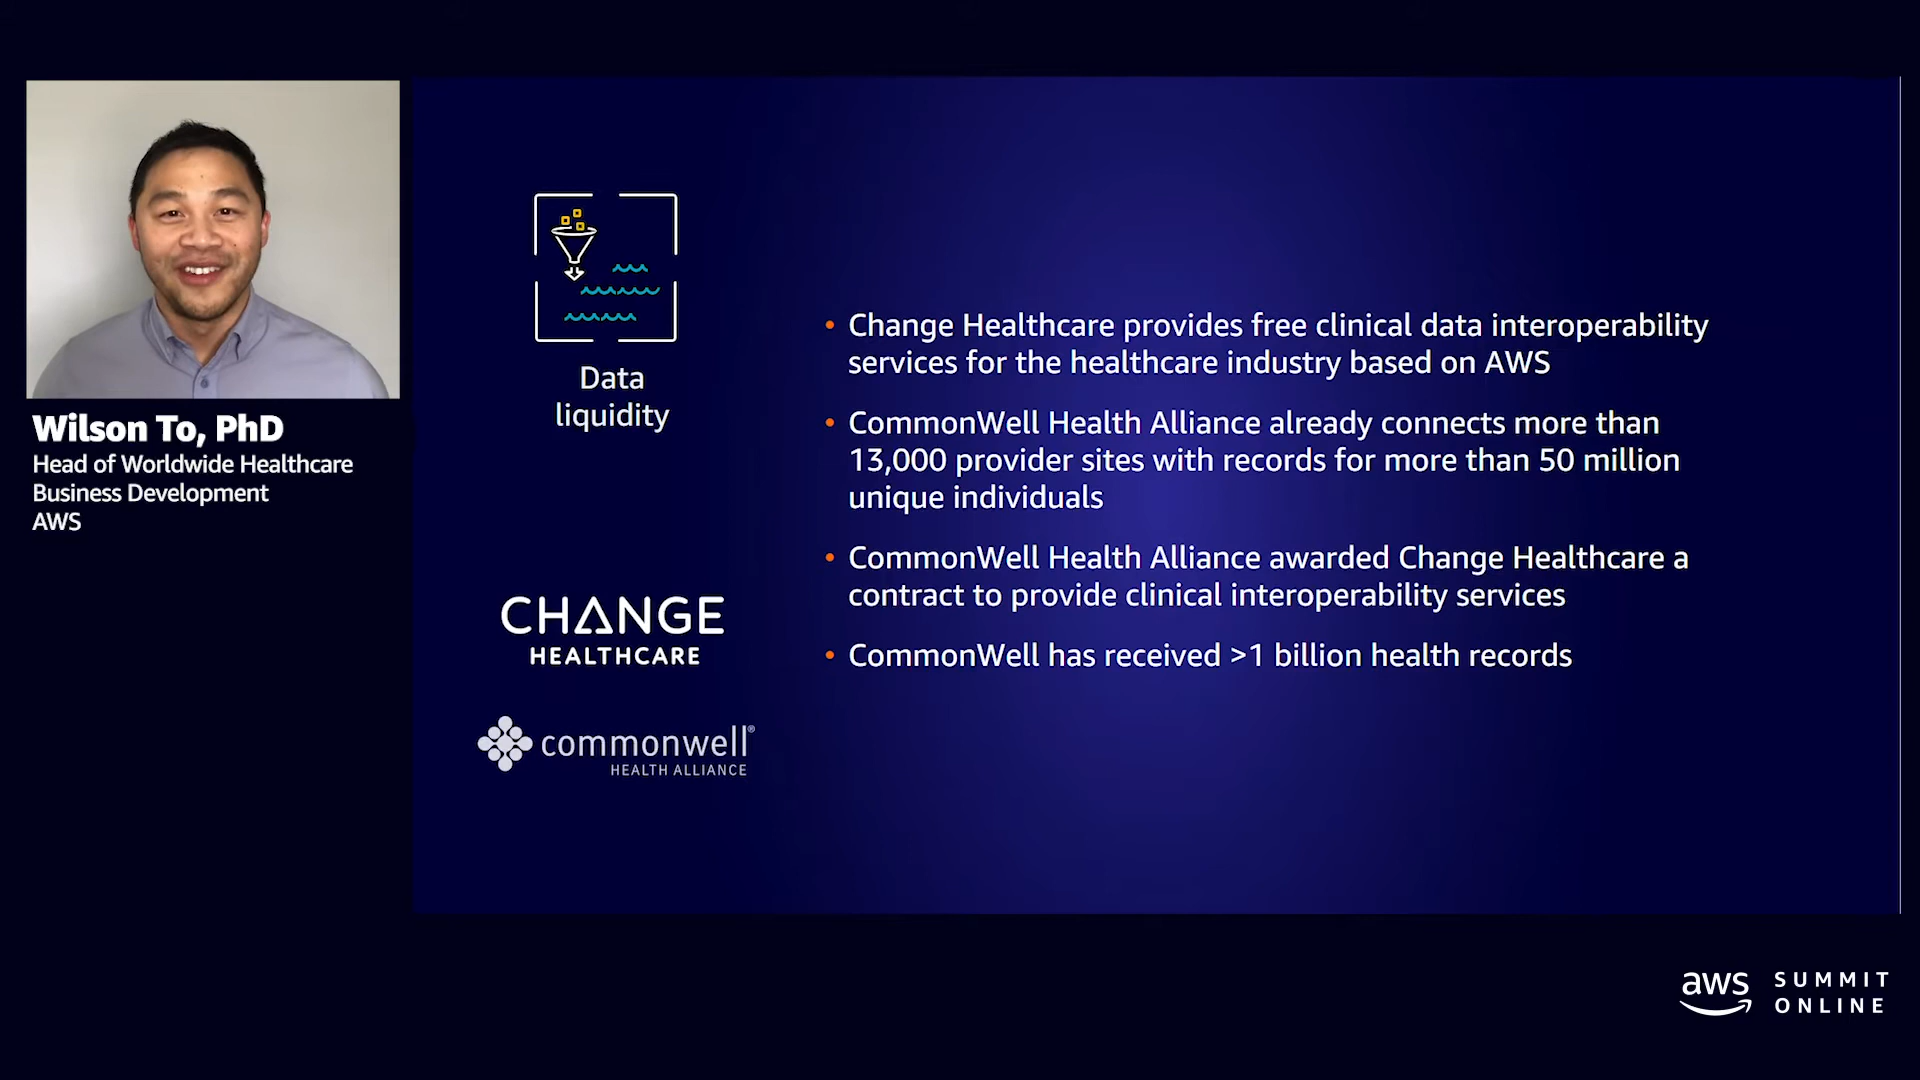 Wilson To, PhD
Head of Worldwide Healthcare
Business Development
AWS
Data
liquidity
CHANGE
HEALTHCARE
commonwell®
HEALTH ALLIANCE
• Change Healthcare provides free clinical data interoperability
services for the healthcare industry based on AWS
• CommonWell Health Alliance already connects more than
13,000 provider sites with records for more than 50 million
unique individuals
• CommonWell Health Alliance awarded Change Healthcare a
contract to provide clinical interoperability services
• CommonWell has received >1 billion health records
aws SUMMIT
ONLINE